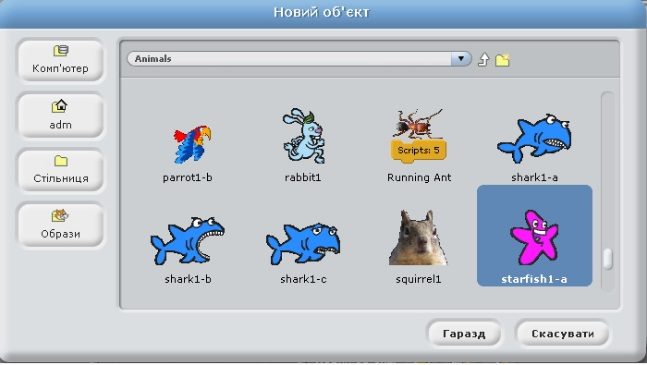 Новий об'єкт
Комп'ютер
adm
Стільниця
Образи
Animals
parrot1-b
rabbit1
Scripts: 5
Running Ant
shark1-a
shark1-b
shark1-c
squirrel1
starfish1-a
Гаразд
Скасувати